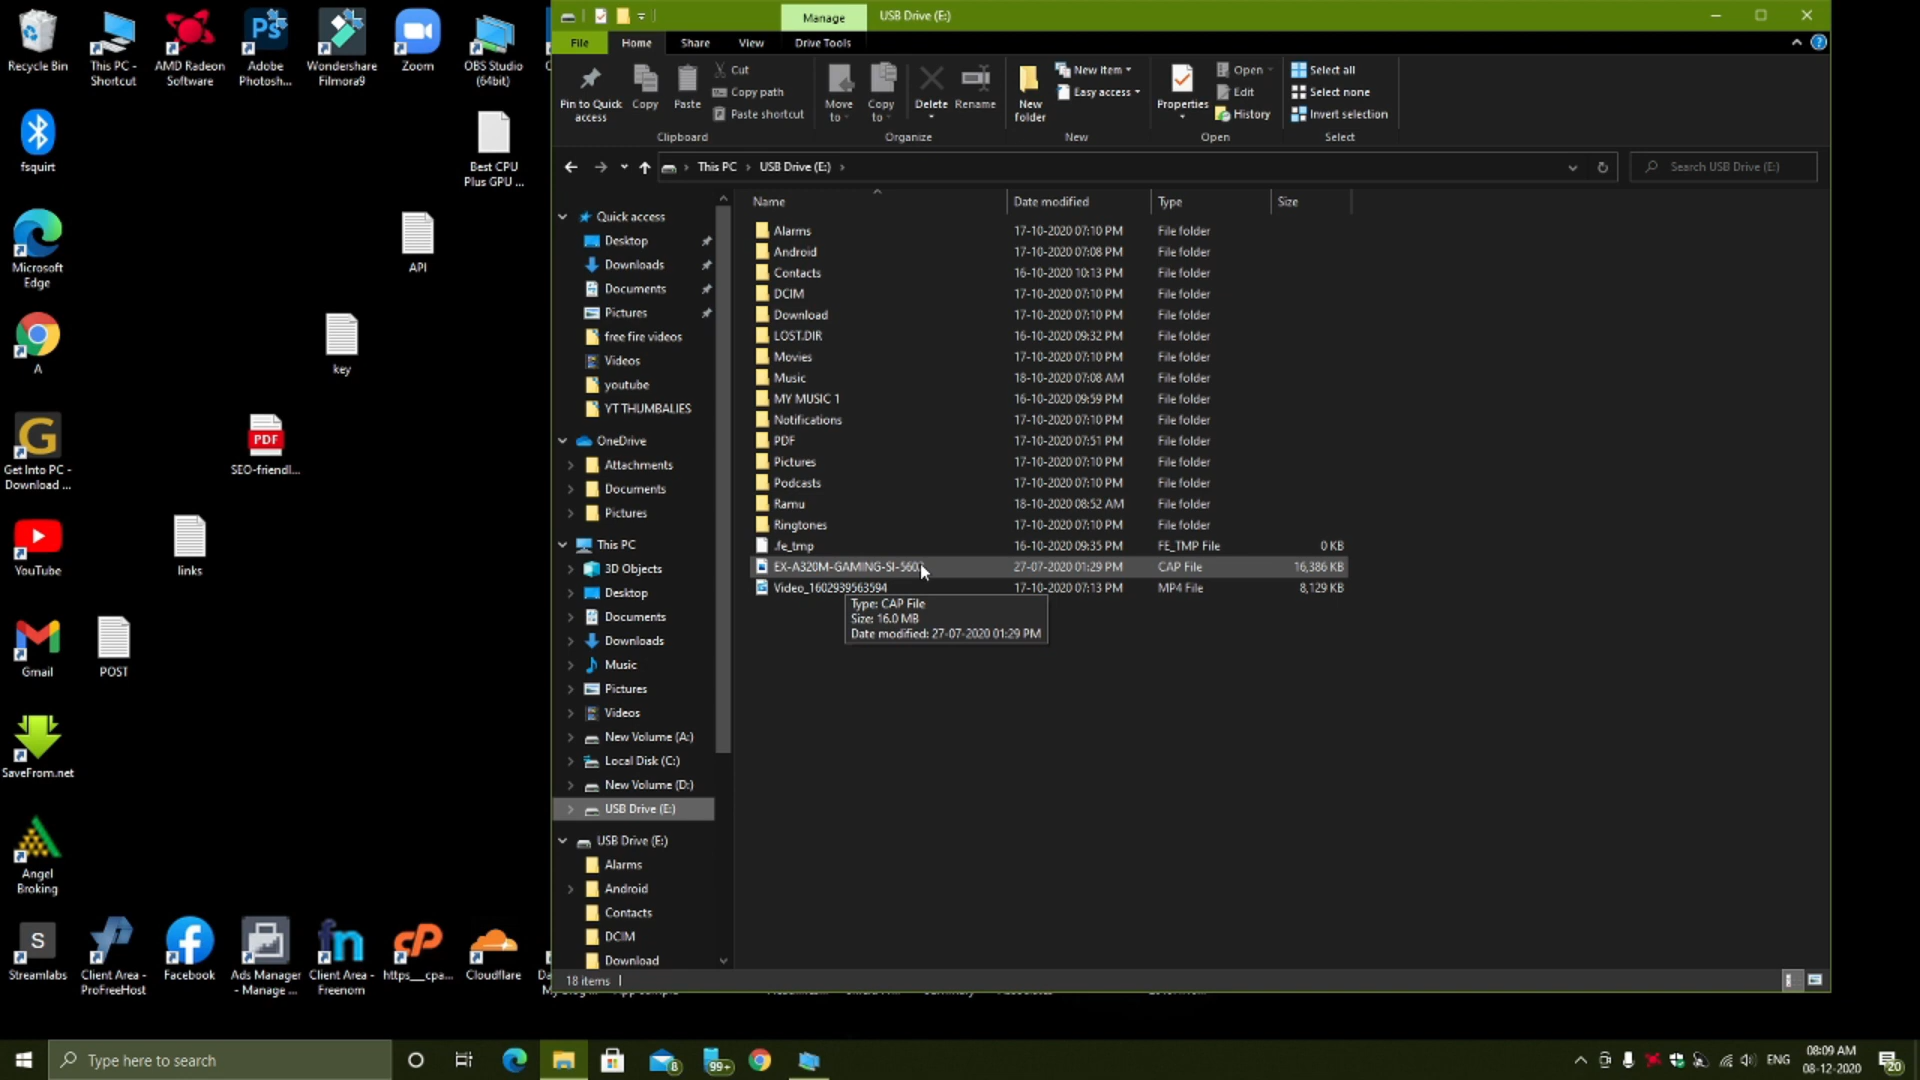 Manage
USB Drive (E:)
File
Home
Share
View
Drive Tools
Pin to Quick access
Copy
Paste
Cut
Copy path
Paste shortcut
Clipboard
Move to
Copy to
Delete
Rename
Organize
New folder
New item
Easy access
New
Properties
Open
Edit
History
Open
Select all
Select none
Invert selection
Select
This PC
USB Drive (E:)
Search USB Drive (E:)
Name
Date modified
Type
Size
Alarms 17-10-2020 07:10 PM File folder
Android 17-10-2020 07:08 PM File folder
Contacts 16-10-2020 10:13 PM File folder
DCIM 17-10-2020 07:10 PM File folder
Download 17-10-2020 07:10 PM File folder
LOST.DIR 16-10-2020 09:32 PM File folder
Movies 17-10-2020 07:10 PM File folder
Music 18-10-2020 07:08 AM File folder
MY MUSIC 1 16-10-2020 09:59 PM File folder
Notifications 17-10-2020 07:10 PM File folder
PDF 17-10-2020 07:51 PM File folder
Pictures 17-10-2020 07:10 PM File folder
Podcasts 17-10-2020 07:10 PM File folder
Ramu 18-10-2020 08:52 AM File folder
Ringtones 17-10-2020 07:10 PM File folder
.fe_tmp 16-10-2020 09:35 PM FE_TMP File 0 KB
27-07-2020 01:29 PM CAP File 16,386 KB
Video_1602939563594 17-10-2020 07:13 PM MP4 File 8,129 KB
Type: CAP File
Size: 16.0 MB
Date modified: 27-07-2020 01:29 PM
Quick access
Desktop
Downloads
Documents
Pictures
free fire videos
Videos
youtube
YT THUMBALIES
OneDrive
Attachments
Documents
Pictures
This PC
3D Objects
Desktop
Documents
Downloads
Music
Pictures
Videos
New Volume (A:)
Local Disk (C:)
New Volume (D:)
USB Drive (E:)
USB Drive (E:)
Alarms
Android
Contacts
DCIM
Download
18 items
Recycle Bin
This PC - Shortcut
AMD Radeon Software
Adobe Photosh...
Wondershare Filmora9
Zoom
OBS Studio (64bit)
fsquirt
Best CPU Plus GPU ...
Microsoft Edge
API
A
key
Get Into PC - Download ...
PDF
SEO-friendl...
YouTube
links
Gmail
POST
SaveFrom.net
Angel Broking
Streamlabs
Client Area - ProFreeHost
Facebook
Ads Manager - Manage ...
Client Area - Freenom
https__cpa...
Cloudflare
Type here to search
8
99+
ENG
08:09 AM
08-12-2020
20